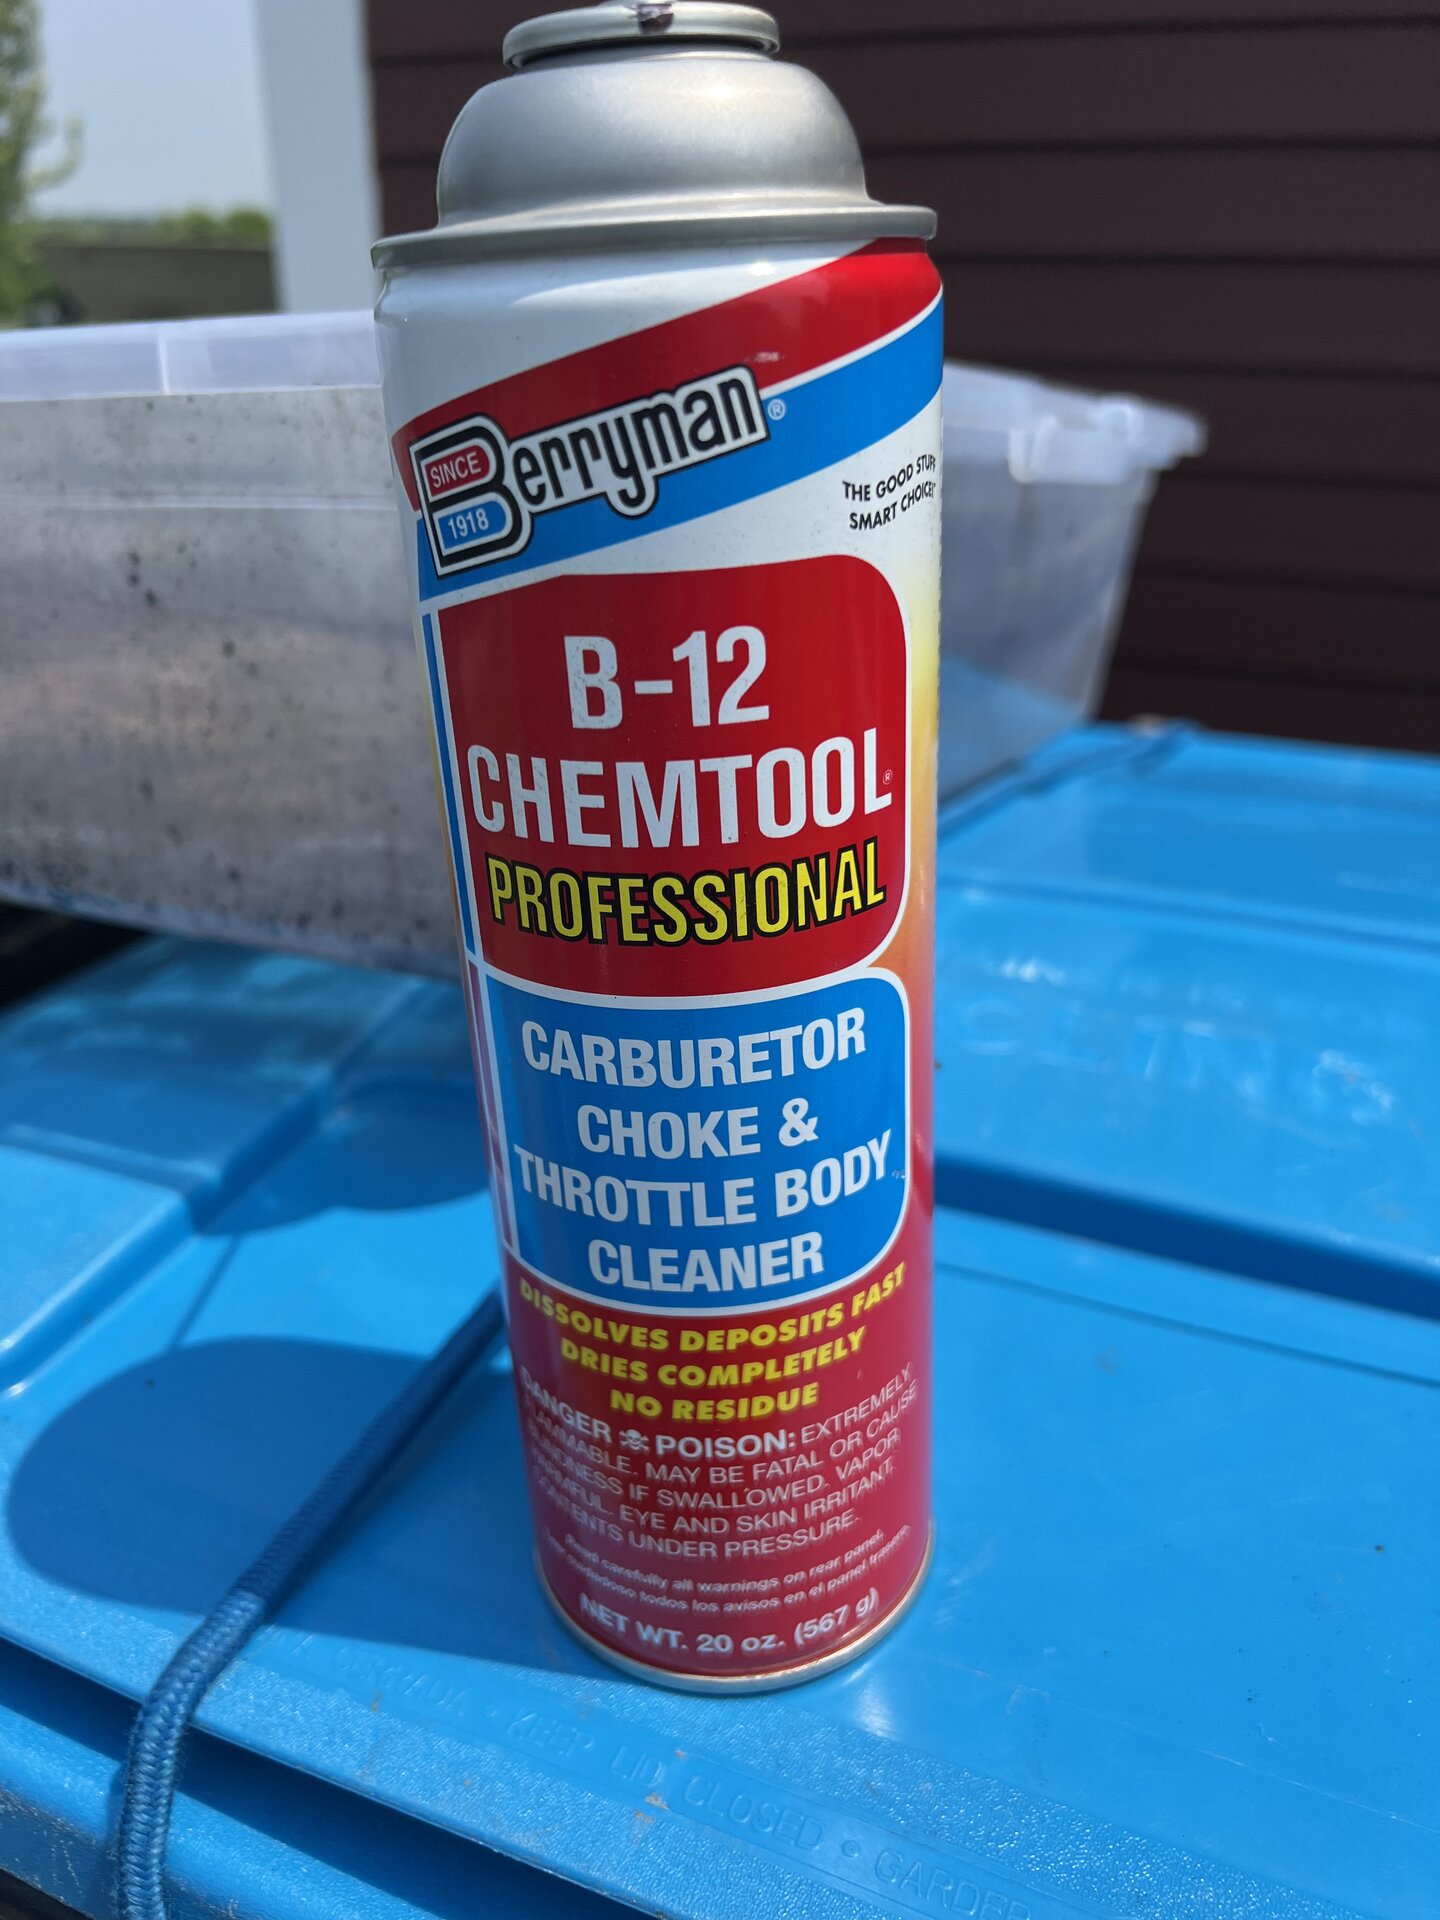 Berryman®
SINCE
1918
THE GOOD STUFF
SMART CHOICE!
B-12
CHEMTOOL®
PROFESSIONAL
CARBURETOR
CHOKE &
THROTTLE BODY
CLEANER
DISSOLVES DEPOSITS FAST
DRIES COMPLETELY
NO RESIDUE
DANGER POISON: EXTREMELY
FLAMMABLE. MAY BE FATAL OR CAUSE
BLINDNESS IF SWALLOWED. VAPOR
HARMFUL. EYE AND SKIN IRRITANT.
CONTENTS UNDER PRESSURE.
Read carefully all warnings on rear panel.
cuidadoso todos los avisos en el panel trasero.
NET WT. 20 oz. (567 g)
CERRADA • KEEP LID CLOSED •